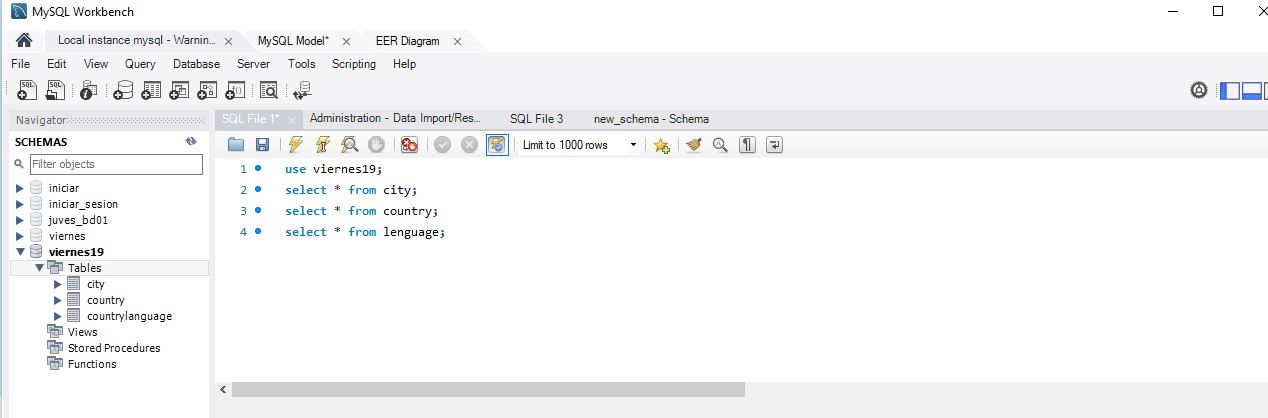 MySQL Workbench
Local instance mysql - Warnin... MySQL Model* EER Diagram
File Edit View Query Database Server Tools Scripting Help
Navigator
SQL File 1* Administration - Data Import/Res... SQL File 3 new_schema - Schema
SCHEMAS
Limit to 1000 rows
Filter objects
1 use viernes19;
2 select * from city;
3 select * from country;
4 select * from lenguage;
iniciar
iniciar_sesion
juves_bd01
viernes
viernes19
Tables
city
country
countrylanguage
Views
Stored Procedures
Functions